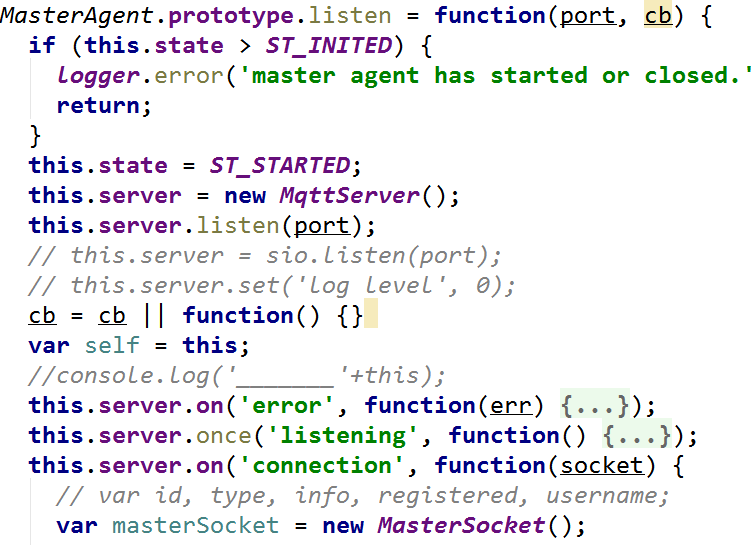 MasterAgent.prototype.listen = function(port, cb) {
  if (this.state > ST_INITED) {
    logger.error('master agent has started or closed.'
    return;
  }
  this.state = ST_STARTED;
  this.server = new MqttServer();
  this.server.listen(port);
  // this.server = sio.listen(port);
  // this.server.set('log level', 0);
  cb = cb || function() {}
  var self = this;
  //console.log('_______'+this);
  this.server.on('error', function(err) {...});
  this.server.once('listening', function() {...});
  this.server.on('connection', function(socket) {
    // var id, type, info, registered, username;
    var masterSocket = new MasterSocket();